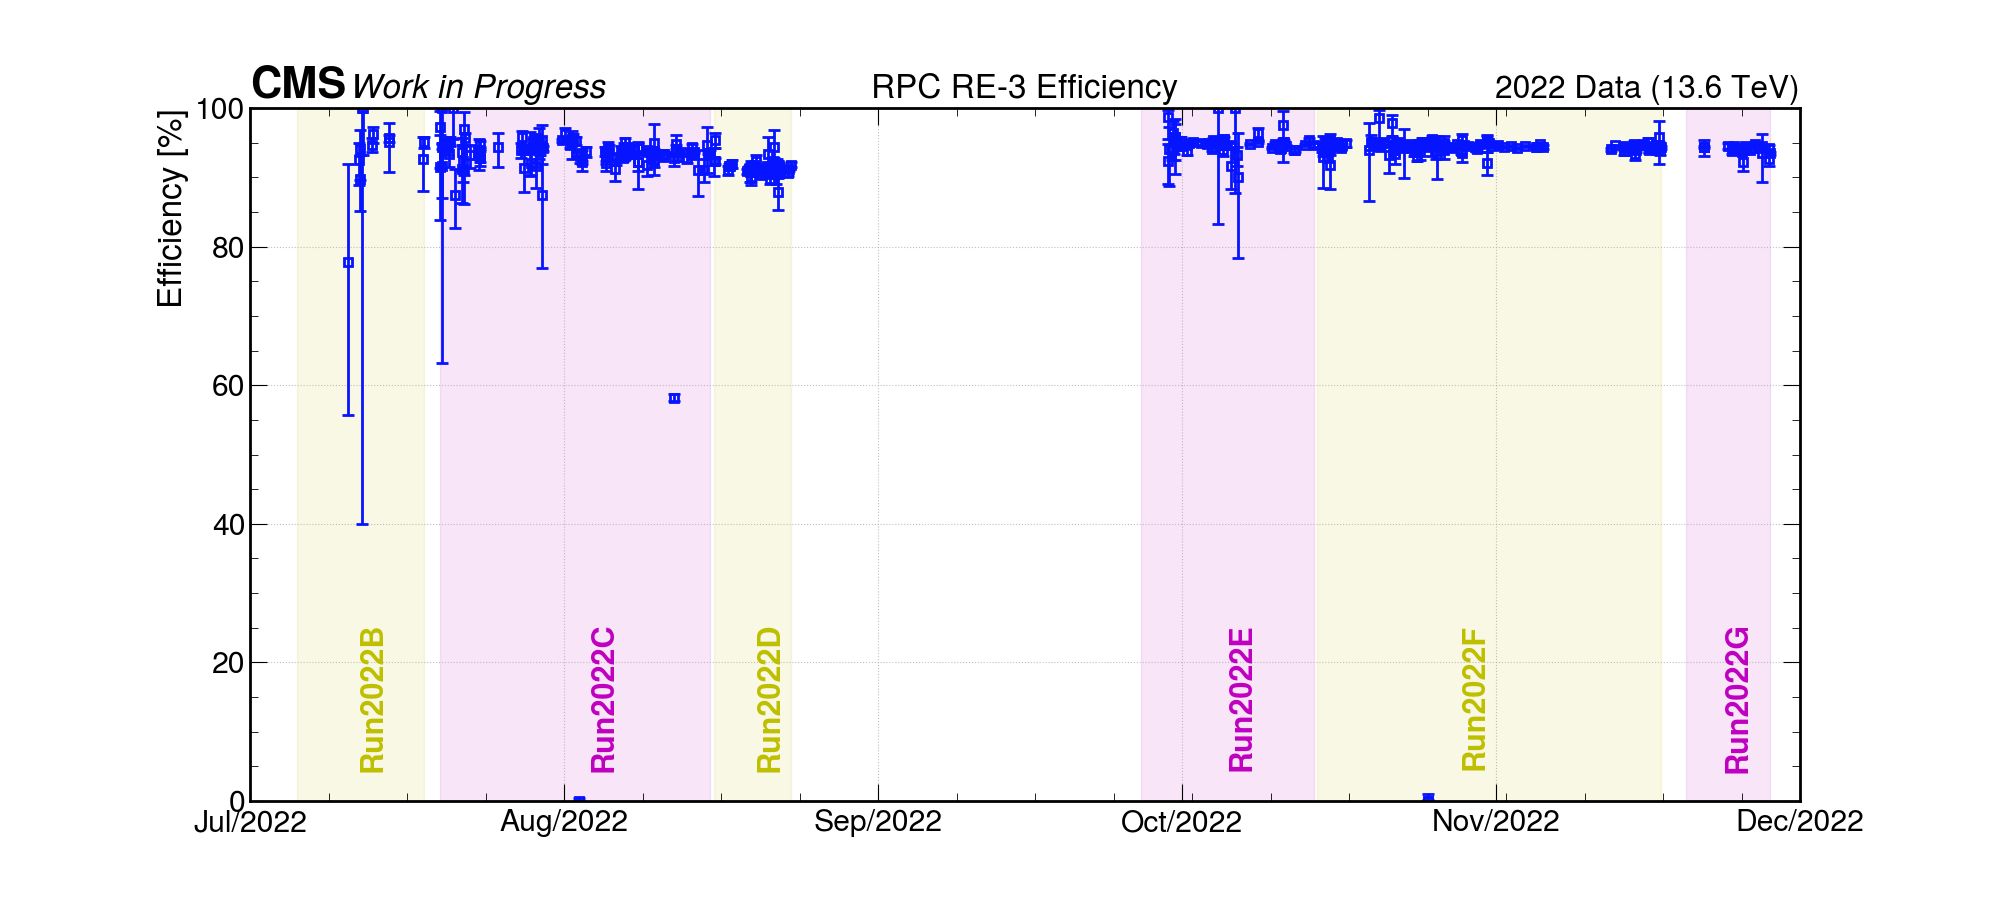 CMS Work in Progress RPC RE-3 Efficiency 2022 Data (13.6 TeV)
Efficiency [%]
100
80
60
40
20
0
Run2022B
Run2022C
Run2022D
Run2022E
Run2022F
Run2022G
Jul/2022 Aug/2022 Sep/2022 Oct/2022 Nov/2022 Dec/2022